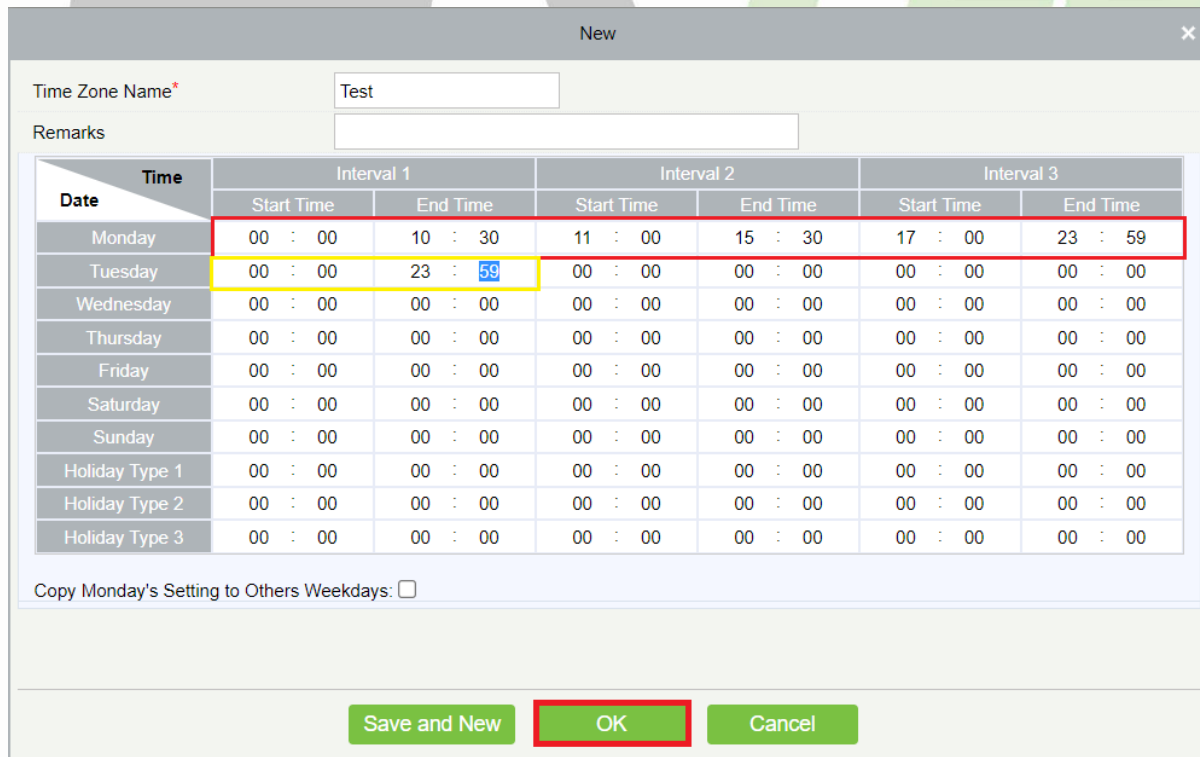 New ×
Time Zone Name* Test
Remarks
Time Interval 1 Interval 2 Interval 3
Date Start Time End Time Start Time End Time Start Time End Time
Monday 00 : 00 10 : 30 11 : 00 15 : 30 17 : 00 23 : 59
Tuesday 00 : 00 23 : 59 00 : 00 00 : 00 00 : 00 00 : 00
Wednesday 00 : 00 00 : 00 00 : 00 00 : 00 00 : 00 00 : 00
Thursday 00 : 00 00 : 00 00 : 00 00 : 00 00 : 00 00 : 00
Friday 00 : 00 00 : 00 00 : 00 00 : 00 00 : 00 00 : 00
Saturday 00 : 00 00 : 00 00 : 00 00 : 00 00 : 00 00 : 00
Sunday 00 : 00 00 : 00 00 : 00 00 : 00 00 : 00 00 : 00
Holiday Type 1 00 : 00 00 : 00 00 : 00 00 : 00 00 : 00 00 : 00
Holiday Type 2 00 : 00 00 : 00 00 : 00 00 : 00 00 : 00 00 : 00
Holiday Type 3 00 : 00 00 : 00 00 : 00 00 : 00 00 : 00 00 : 00
Copy Monday's Setting to Others Weekdays:
Save and New OK Cancel